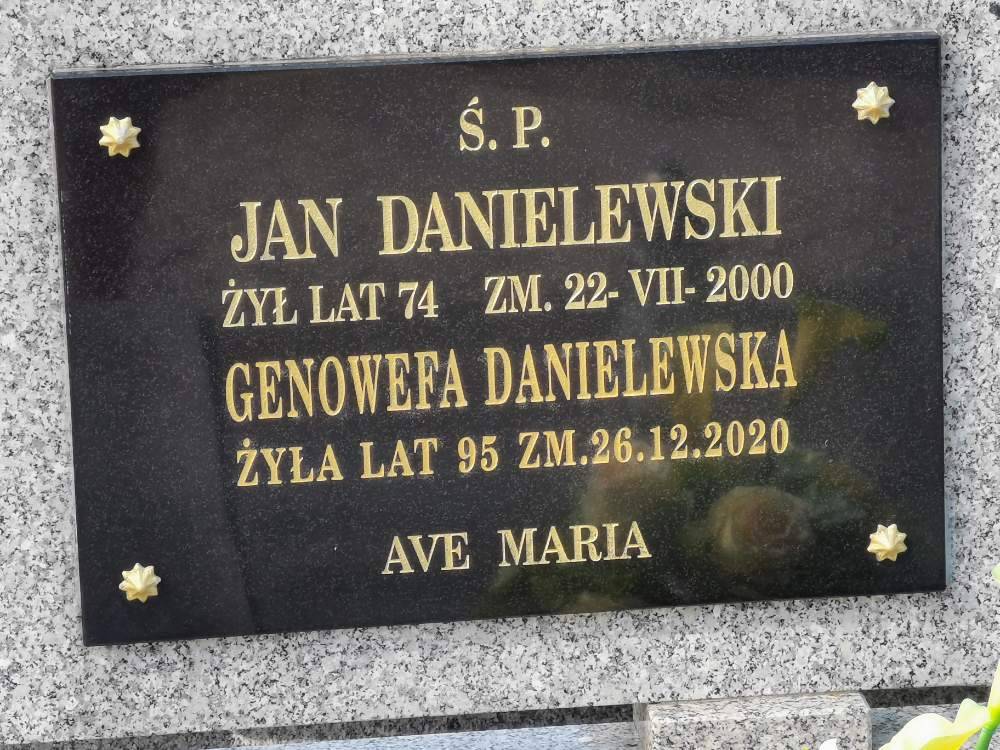 Ś. P.
JAN DANIELEWSKI
ŻYŁ LAT 74 ZM. 22- VII- 2000
GENOWEFA DANIELEWSKA
ŻYŁA LAT 95 ZM.26.12.2020
AVE MARIA